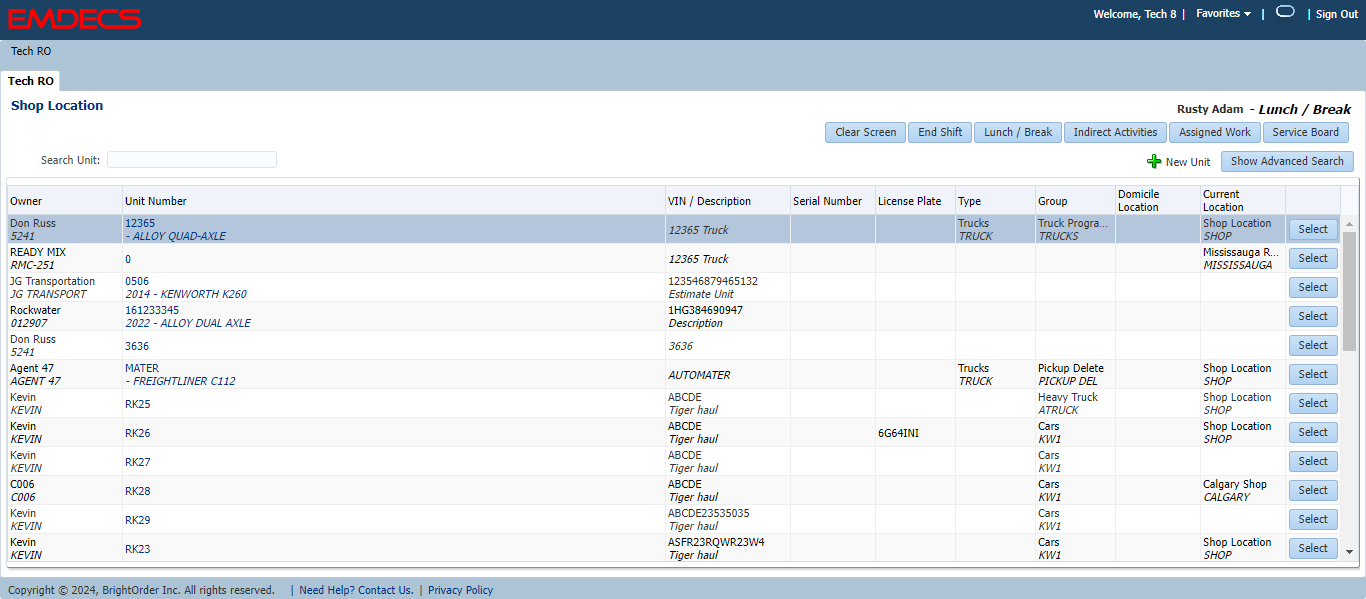 EMDECS
Welcome, Tech 8 | Favorites | | Sign Out
Tech RO
Tech RO
Shop Location
Rusty Adam - Lunch / Break
Clear Screen End Shift Lunch / Break Indirect Activities Assigned Work Service Board
Search Unit: New Unit Show Advanced Search
Owner Unit Number VIN / Description Serial Number License Plate Type Group Domicile Location Current Location
Don Russ 12365 Trucks Truck Progra... Shop Location
5241 - ALLOY QUAD-AXLE 12365 Truck TRUCK TRUCKS SHOP Select
READY MIX Mississauga R...
RMC-251 0 12365 Truck MISSISSAUGA Select
JG Transportation 0506 123546879465132
JG TRANSPORT 2014 - KENWORTH K260 Estimate Unit Select
Rockwater 161233345 1HG384690947
012907 2022 - ALLOY DUAL AXLE Description Select
Don Russ
5241 3636 3636 Select
Agent 47 MATER Trucks Pickup Delete Shop Location
AGENT 47 - FREIGHTLINER C112 AUTOMATER TRUCK PICKUP DEL SHOP Select
Kevin ABCDE Heavy Truck Shop Location
KEVIN RK25 Tiger haul ATRUCK SHOP Select
Kevin ABCDE Cars Shop Location
KEVIN RK26 Tiger haul 6G64INI KW1 SHOP Select
Kevin ABCDE Cars
KEVIN RK27 Tiger haul KW1 Select
C006 ABCDE Cars Calgary Shop
C006 RK28 Tiger haul KW1 CALGARY Select
Kevin ABCDE23535035 Cars
KEVIN RK29 Tiger haul KW1 Select
Kevin ASFR23RQWR23W4 Cars Shop Location
KEVIN RK23 Tiger haul KW1 SHOP Select
Copyright © 2024, BrightOrder Inc. All rights reserved. | Need Help? Contact Us. | Privacy Policy